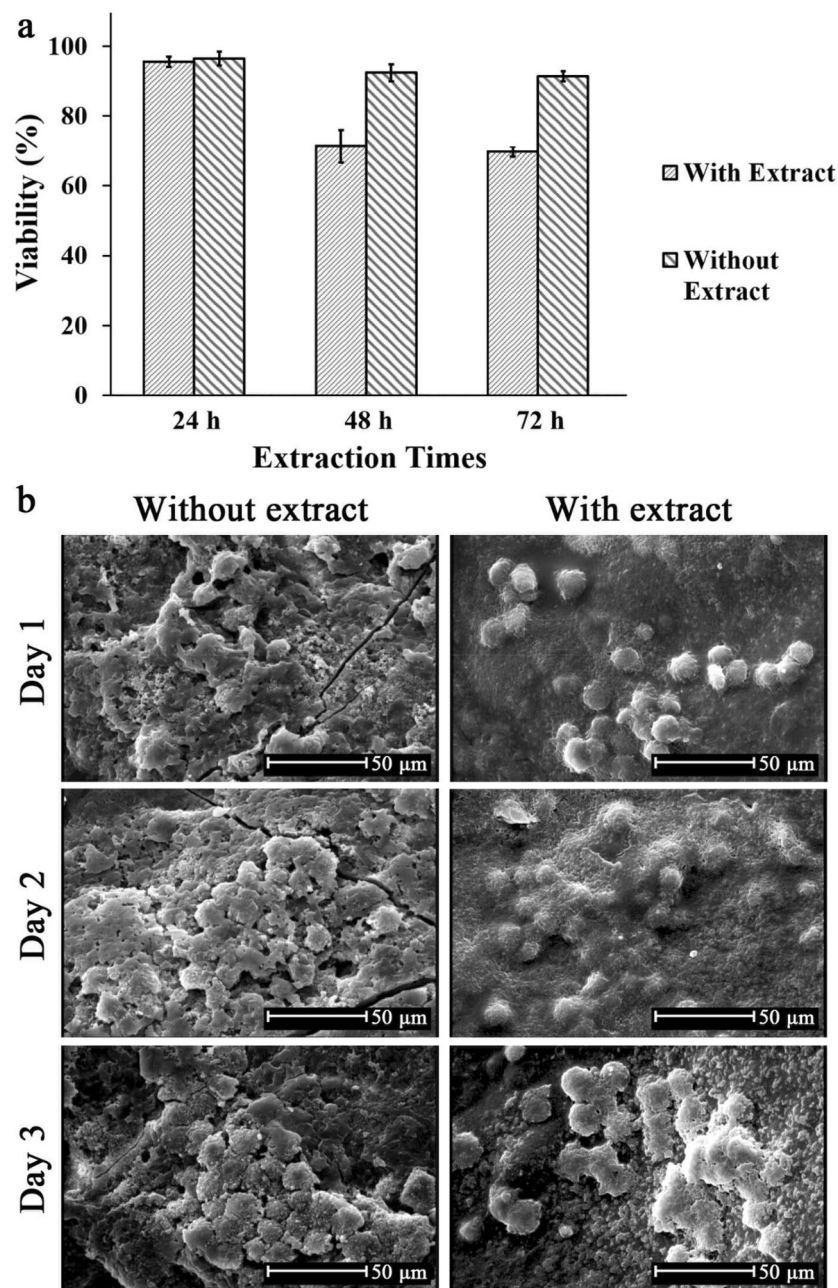 a
100
80
60
40
20
0
Viability (%)
24 h
48 h
72 h
Extraction Times
With Extract
Without
Extract
b
Without extract
With extract
Day 1
50 µm
50 µm
Day 2
50 µm
50 µm
Day 3
50 µm
50 µm